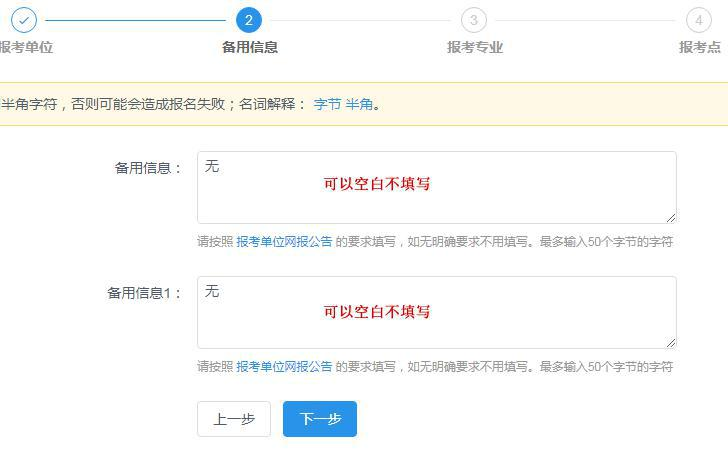 2
3
4
报考单位
备用信息
报考专业
报考点
半角字符，否则可能会造成报名失败；名词解释： 字节 半角。
备用信息：
无
可以空白不填写
请按照 报考单位网报公告 的要求填写，如无明确要求不用填写。最多输入50个字节的字符
备用信息1：
无
可以空白不填写
请按照 报考单位网报公告 的要求填写，如无明确要求不用填写。最多输入50个字节的字符
上一步
下一步